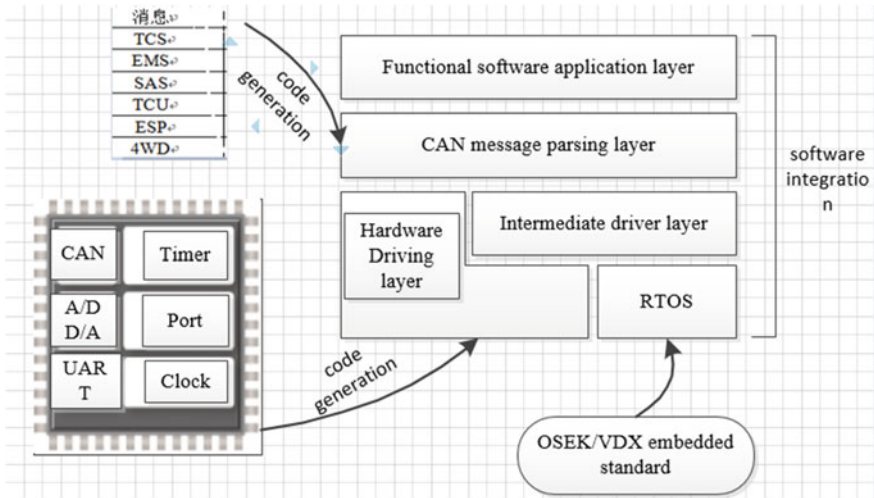 消息
TCS
EMS
SAS
TCU
ESP
4WD
code
generation
Functional software application layer
CAN message parsing layer
software
integratio
n
Hardware
Driving
layer
Intermediate driver layer
RTOS
CAN
Timer
A/D
D/A
Port
UAR
T
Clock
code
generation
OSEK/VDX embedded
standard